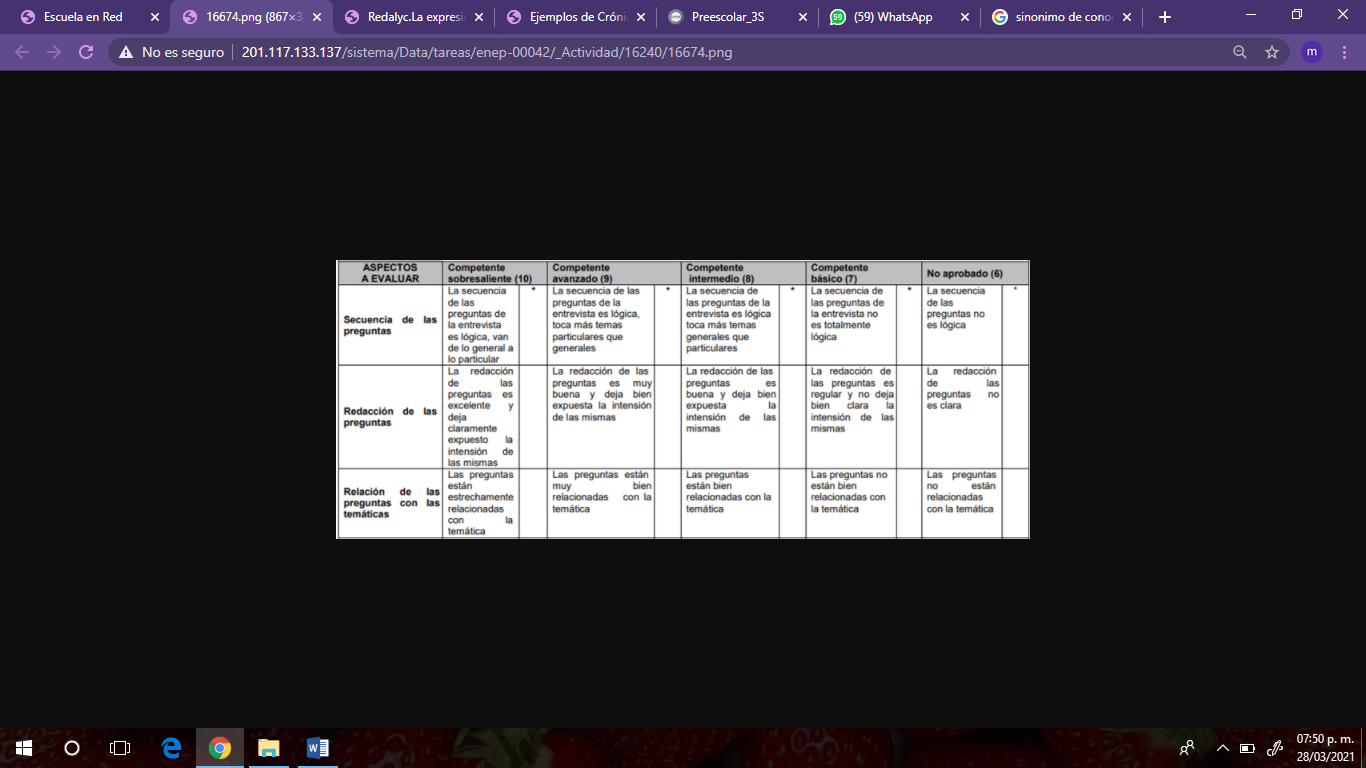 Escuela en Red
16674.png (867×3
Redalyc.La expresi
Ejemplos de Cróni
Preescolar_3S
59
(59) WhatsApp
sinonimo de cono
No es seguro
201.117.133.137/sistema/Data/tareas/enep-00042/_Actividad/16240/16674.png
m
ASPECTOS
A EVALUAR
Competente
sobresaliente (10)
Competente
avanzado (9)
Competente
intermedio (8)
Competente
básico (7)
No aprobado (6)
Secuencia de las
preguntas
La secuencia
de las
preguntas de
la entrevista
es lógica, van
de lo general a
lo particular
*
La secuencia de las
preguntas de la
entrevista es lógica,
toca más temas
particulares que
generales
*
La secuencia de
las preguntas de la
entrevista es lógica
toca más temas
generales que
particulares
*
La secuencia de
las preguntas de
la entrevista no
es totalmente
lógica
*
La secuencia
de las
preguntas no
es lógica
*
Redacción de las
preguntas
La redacción
de las
preguntas es
excelente y
deja
claramente
expuesto la
intensión de
las mismas
La redacción de las
preguntas es muy
buena y deja bien
expuesta la intensión
de las mismas
La redacción de las
preguntas es
buena y deja bien
expuesta la
intensión de las
mismas
La redacción de
las preguntas es
regular y no deja
bien clara la
intensión de las
mismas
La redacción
de las
preguntas no
es clara
Relación de las
preguntas con las
temáticas
Las preguntas
están
estrechamente
relacionadas
con la
temática
Las preguntas están
muy bien
relacionadas con la
temática
Las preguntas
están bien
relacionadas con la
temática
Las preguntas no
están bien
relacionadas con
la temática
Las preguntas
no están
relacionadas
con la temática
07:50 p. m.
28/03/2021